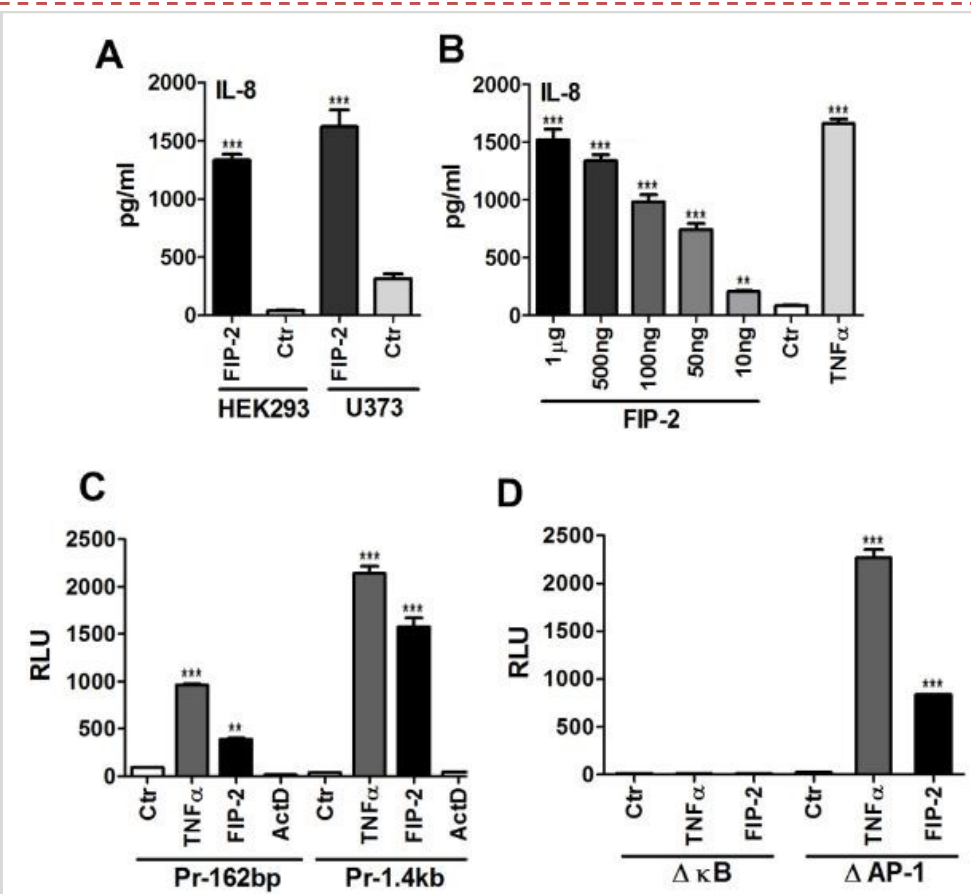 A
IL-8
2000
1500
1000
500
0
pg/ml
***
***
FIP-2
Ctr
FIP-2
Ctr
HEK293
U373
B
IL-8
2000
1500
1000
500
0
pg/ml
***
***
***
***
**
***
1μg
500ng
100ng
50ng
10ng
Ctr
TNFα
FIP-2
C
2500
2000
1500
1000
500
0
RLU
***
**
***
***
Ctr
TNFα
FIP-2
ActD
Ctr
TNFα
FIP-2
ActD
Pr-162bp
Pr-1.4kb
D
2500
2000
1500
1000
500
0
RLU
***
***
Ctr
TNFα
FIP-2
Ctr
TNFα
FIP-2
Δ κB
Δ AP-1